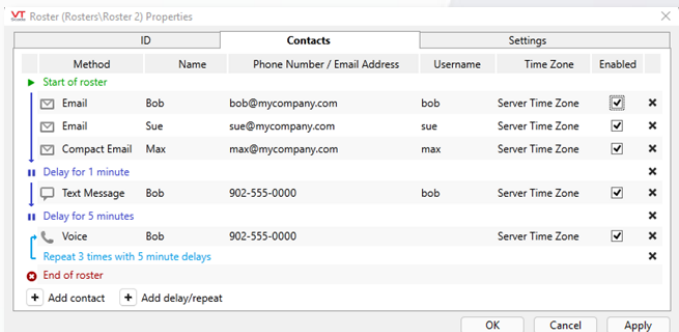 VT Roster (Rosters\Roster 2) Properties
ID Contacts Settings
Method Name Phone Number / Email Address Username Time Zone Enabled
Start of roster
Email Bob bob@mycompany.com bob Server Time Zone
Email Sue sue@mycompany.com sue Server Time Zone
Compact Email Max max@mycompany.com max Server Time Zone
Delay for 1 minute
Text Message Bob 902-555-0000 bob Server Time Zone
Delay for 5 minutes
Voice Bob 902-555-0000 Server Time Zone
Repeat 3 times with 5 minute delays
End of roster
Add contact Add delay/repeat
OK Cancel Apply